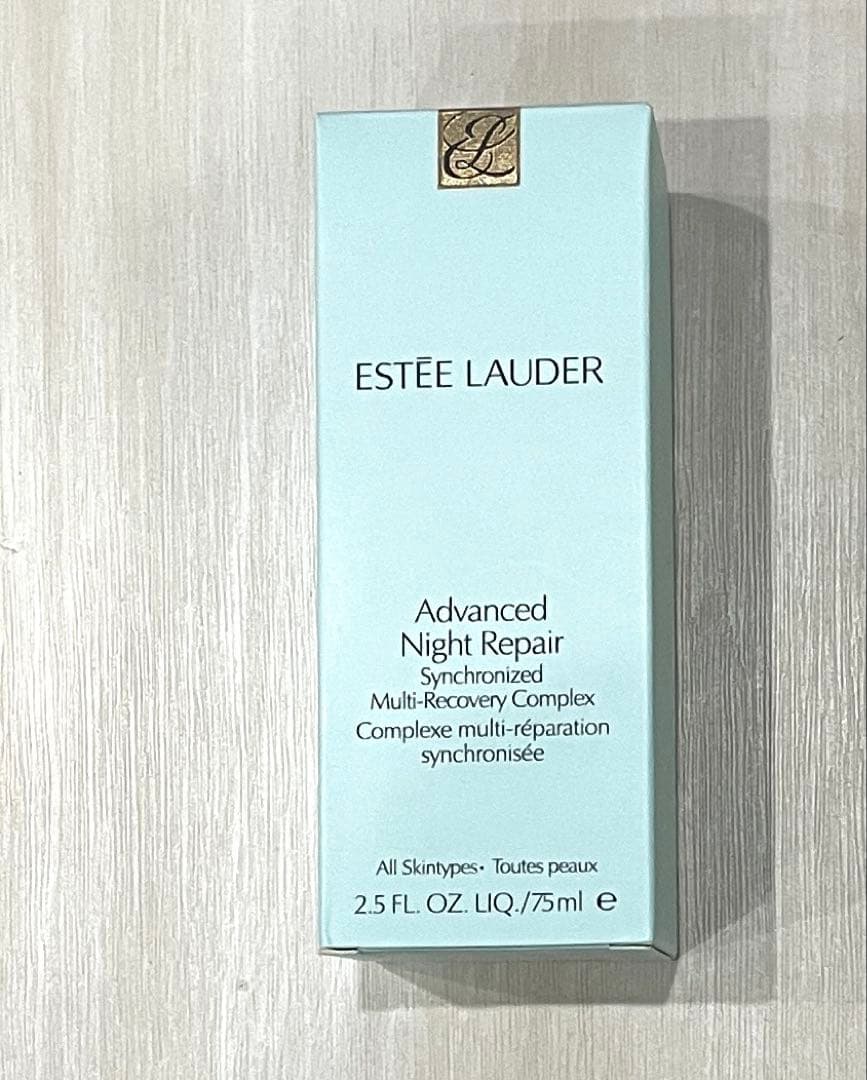 EL
ESTĒE LAUDER
Advanced
Night Repair
Synchronized
Multi-Recovery Complex
Complexe multi-réparation
synchronisée
All Skintypes• Toutes peaux
2.5 FL. OZ. LIQ./75ml ℮